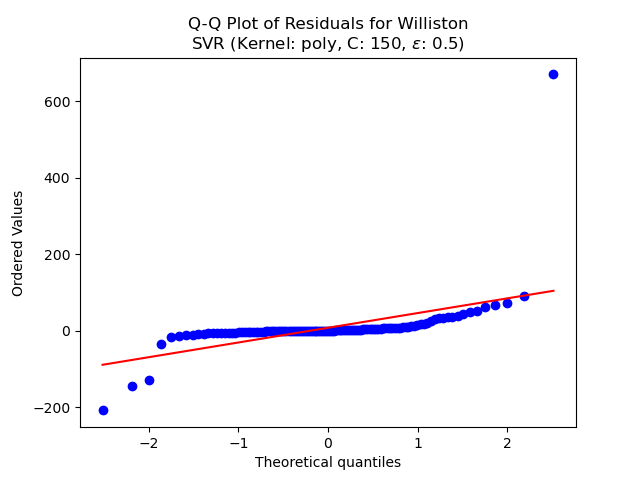 Q-Q Plot of Residuals for Williston
SVR (Kernel: poly, C: 150, ε: 0.5)
Ordered Values
600
400
200
0
−200
−2
−1
0
1
2
Theoretical quantiles